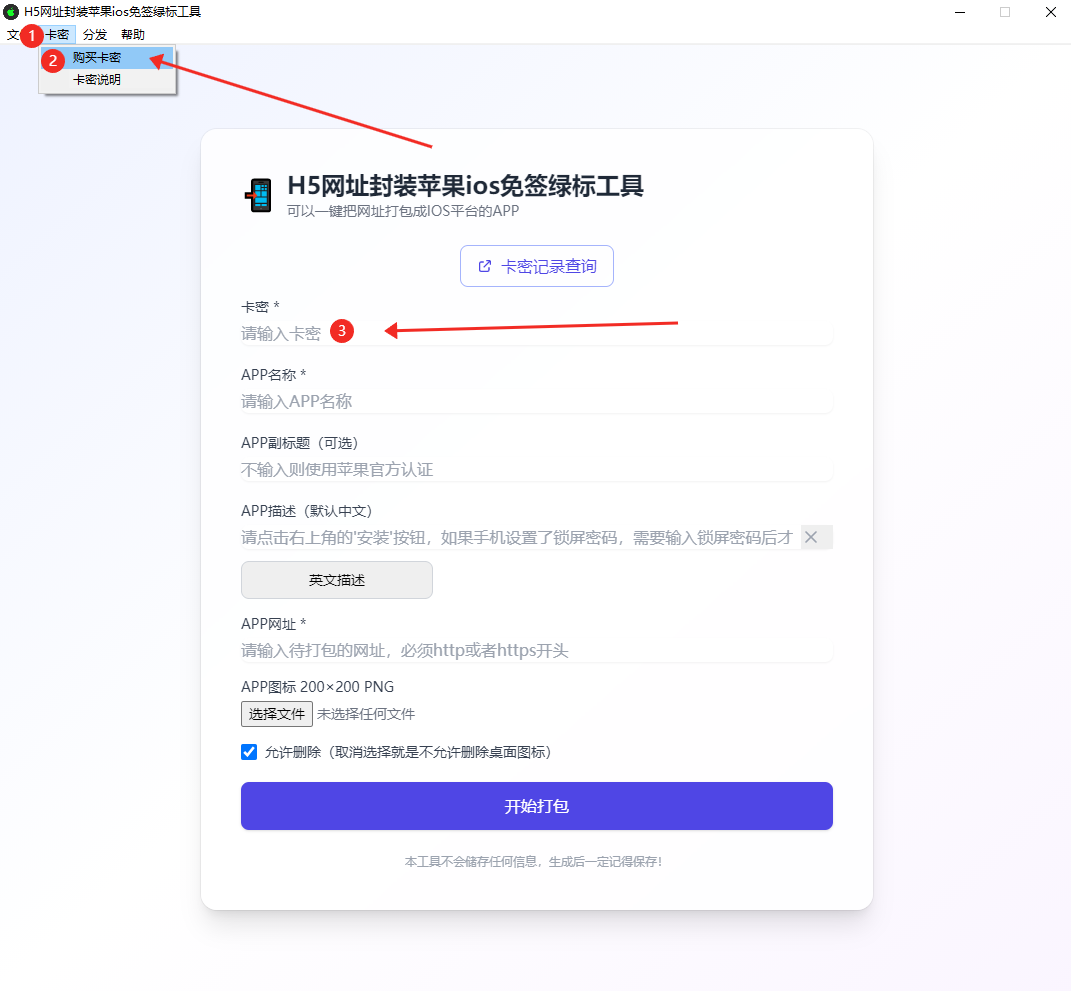 H5网址封装苹果ios免签绿标工具
文 1 卡密 分发 帮助
2 购买卡密
卡密说明
H5网址封装苹果ios免签绿标工具
可以一键把网址打包成IOS平台的APP
卡密记录查询
卡密 *
请输入卡密 3
APP名称 *
请输入APP名称
APP副标题（可选）
不输入则使用苹果官方认证
APP描述（默认中文）
请点击右上角的'安装'按钮，如果手机设置了锁屏密码，需要输入锁屏密码后才
英文描述
APP网址 *
请输入待打包的网址，必须http或者https开头
APP图标 200×200 PNG
选择文件 未选择任何文件
允许删除（取消选择就是不允许删除桌面图标）
开始打包
本工具不会储存任何信息，生成后一定记得保存！